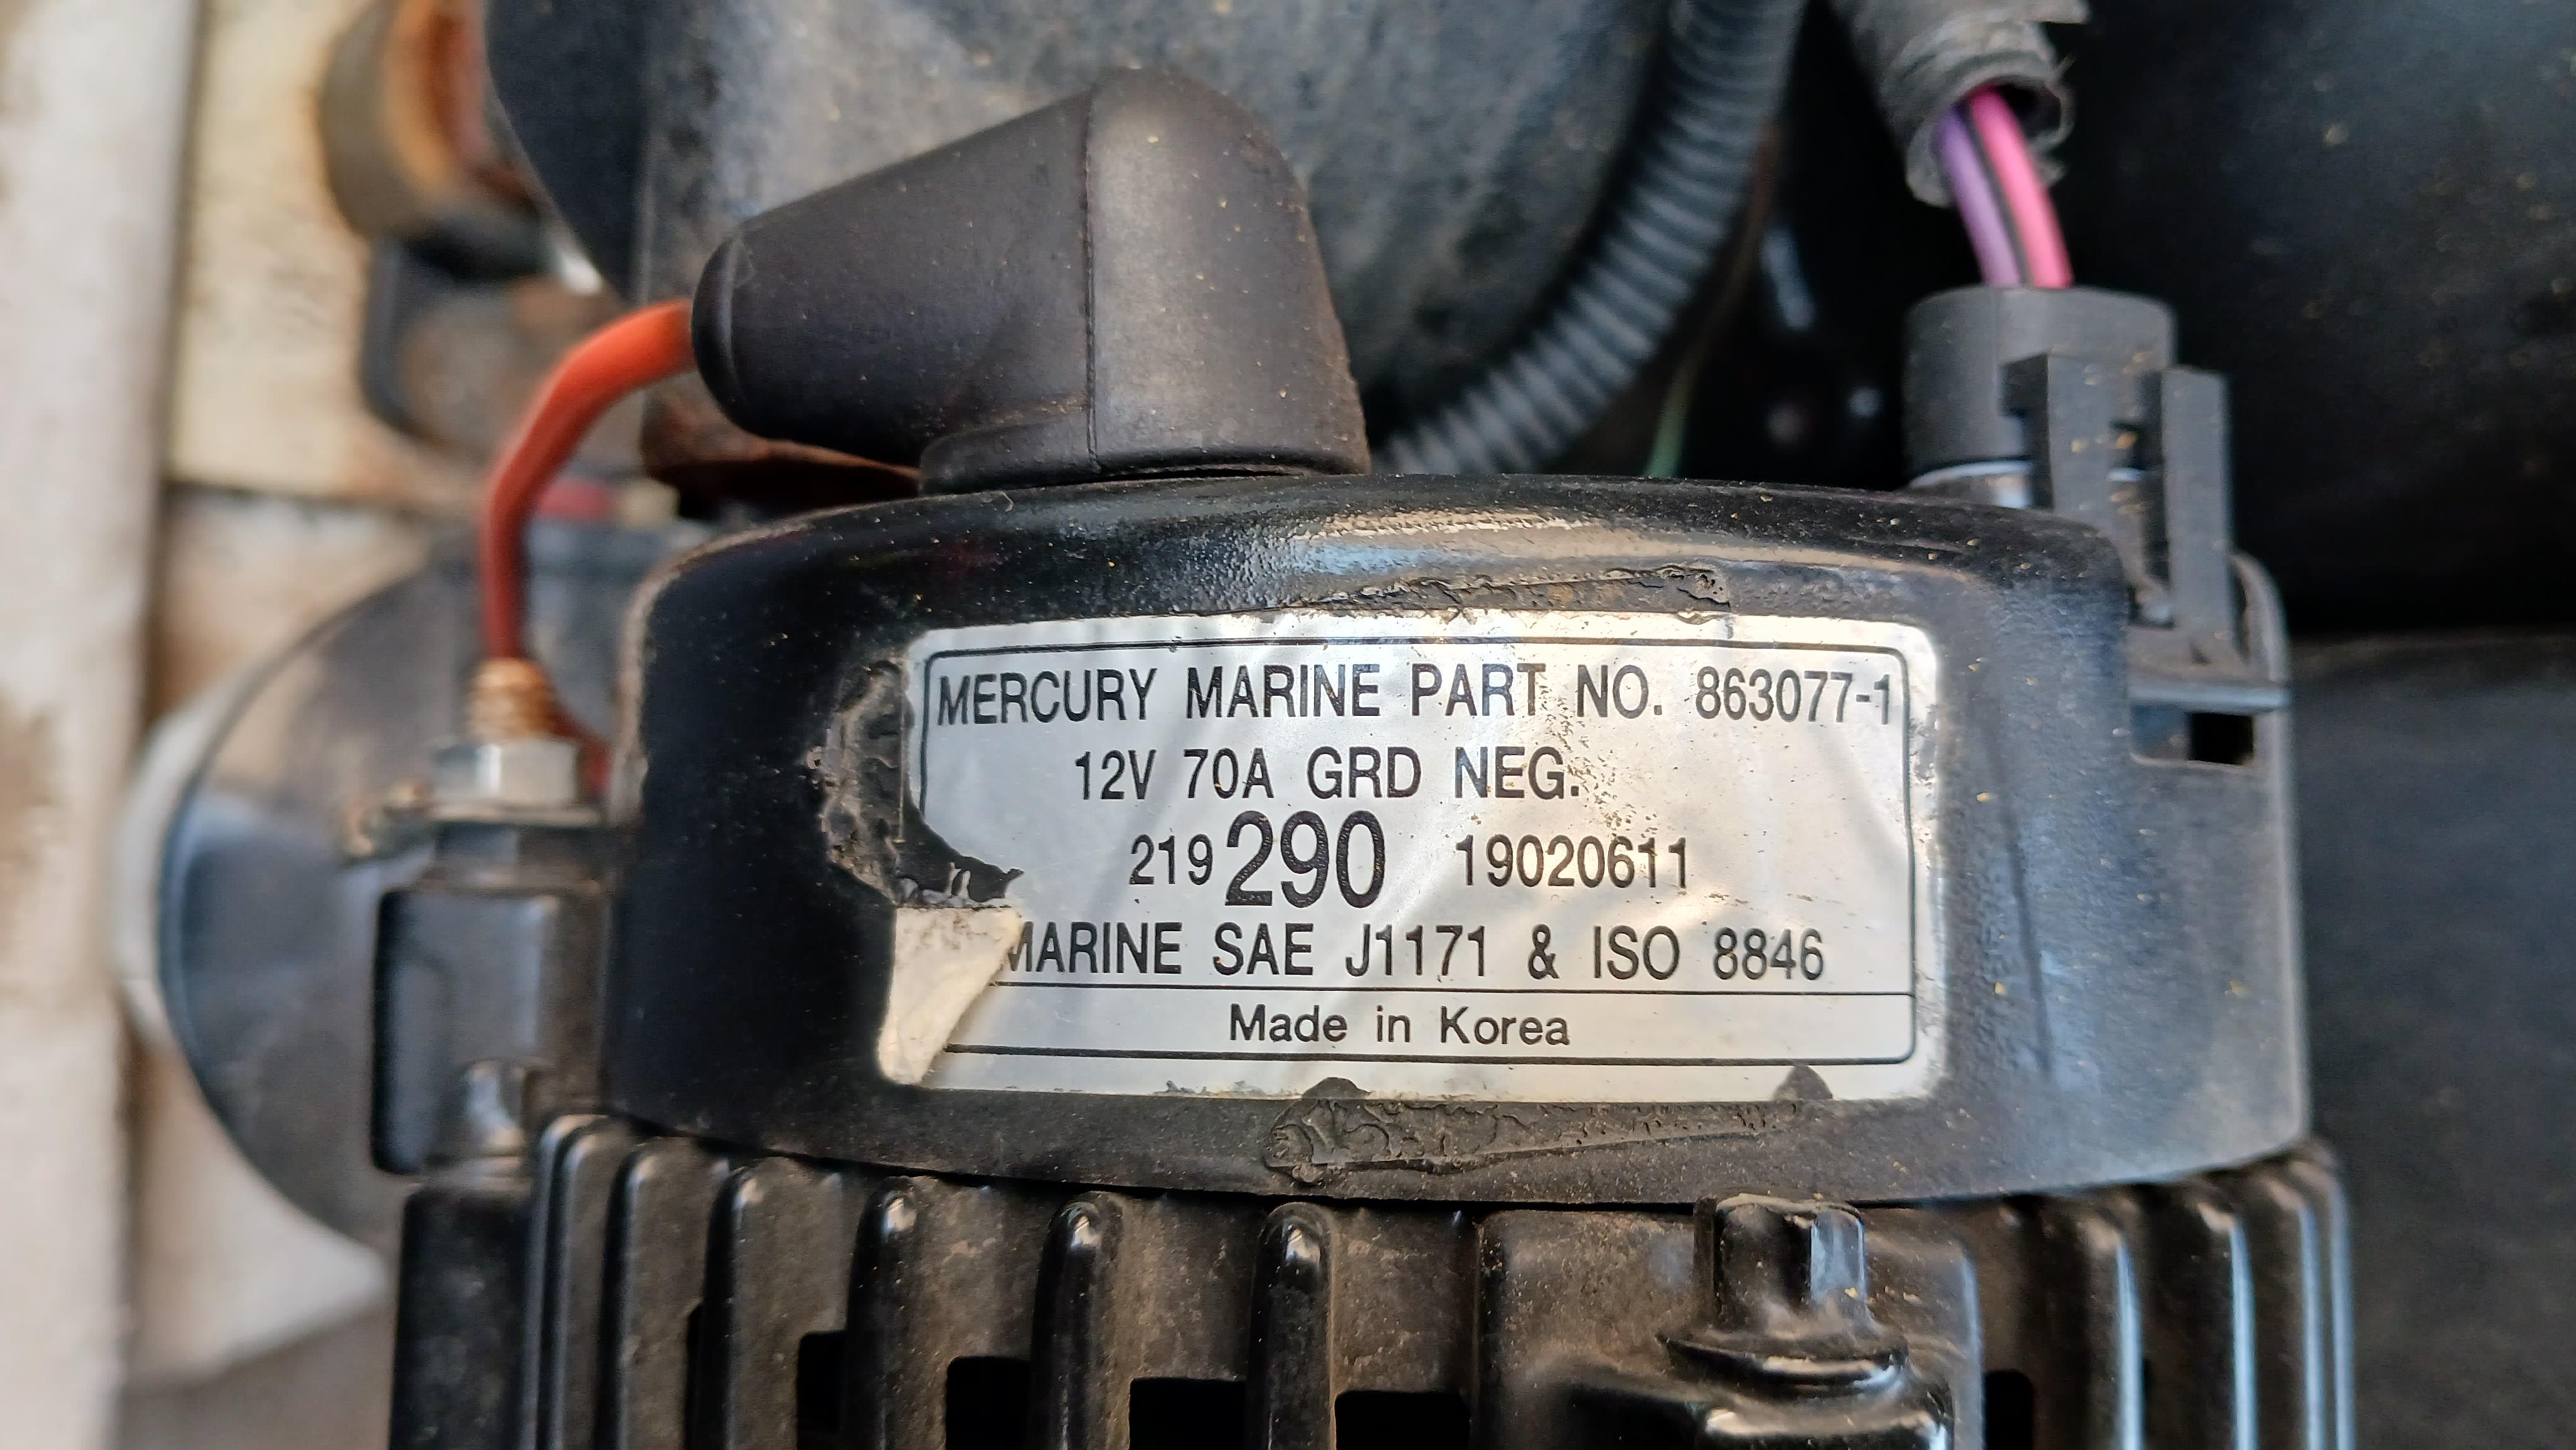 MERCURY MARINE PART NO. 863077-1
12V 70A GRD NEG.
219 290 19020611
MARINE SAE J1171 & ISO 8846
Made in Korea